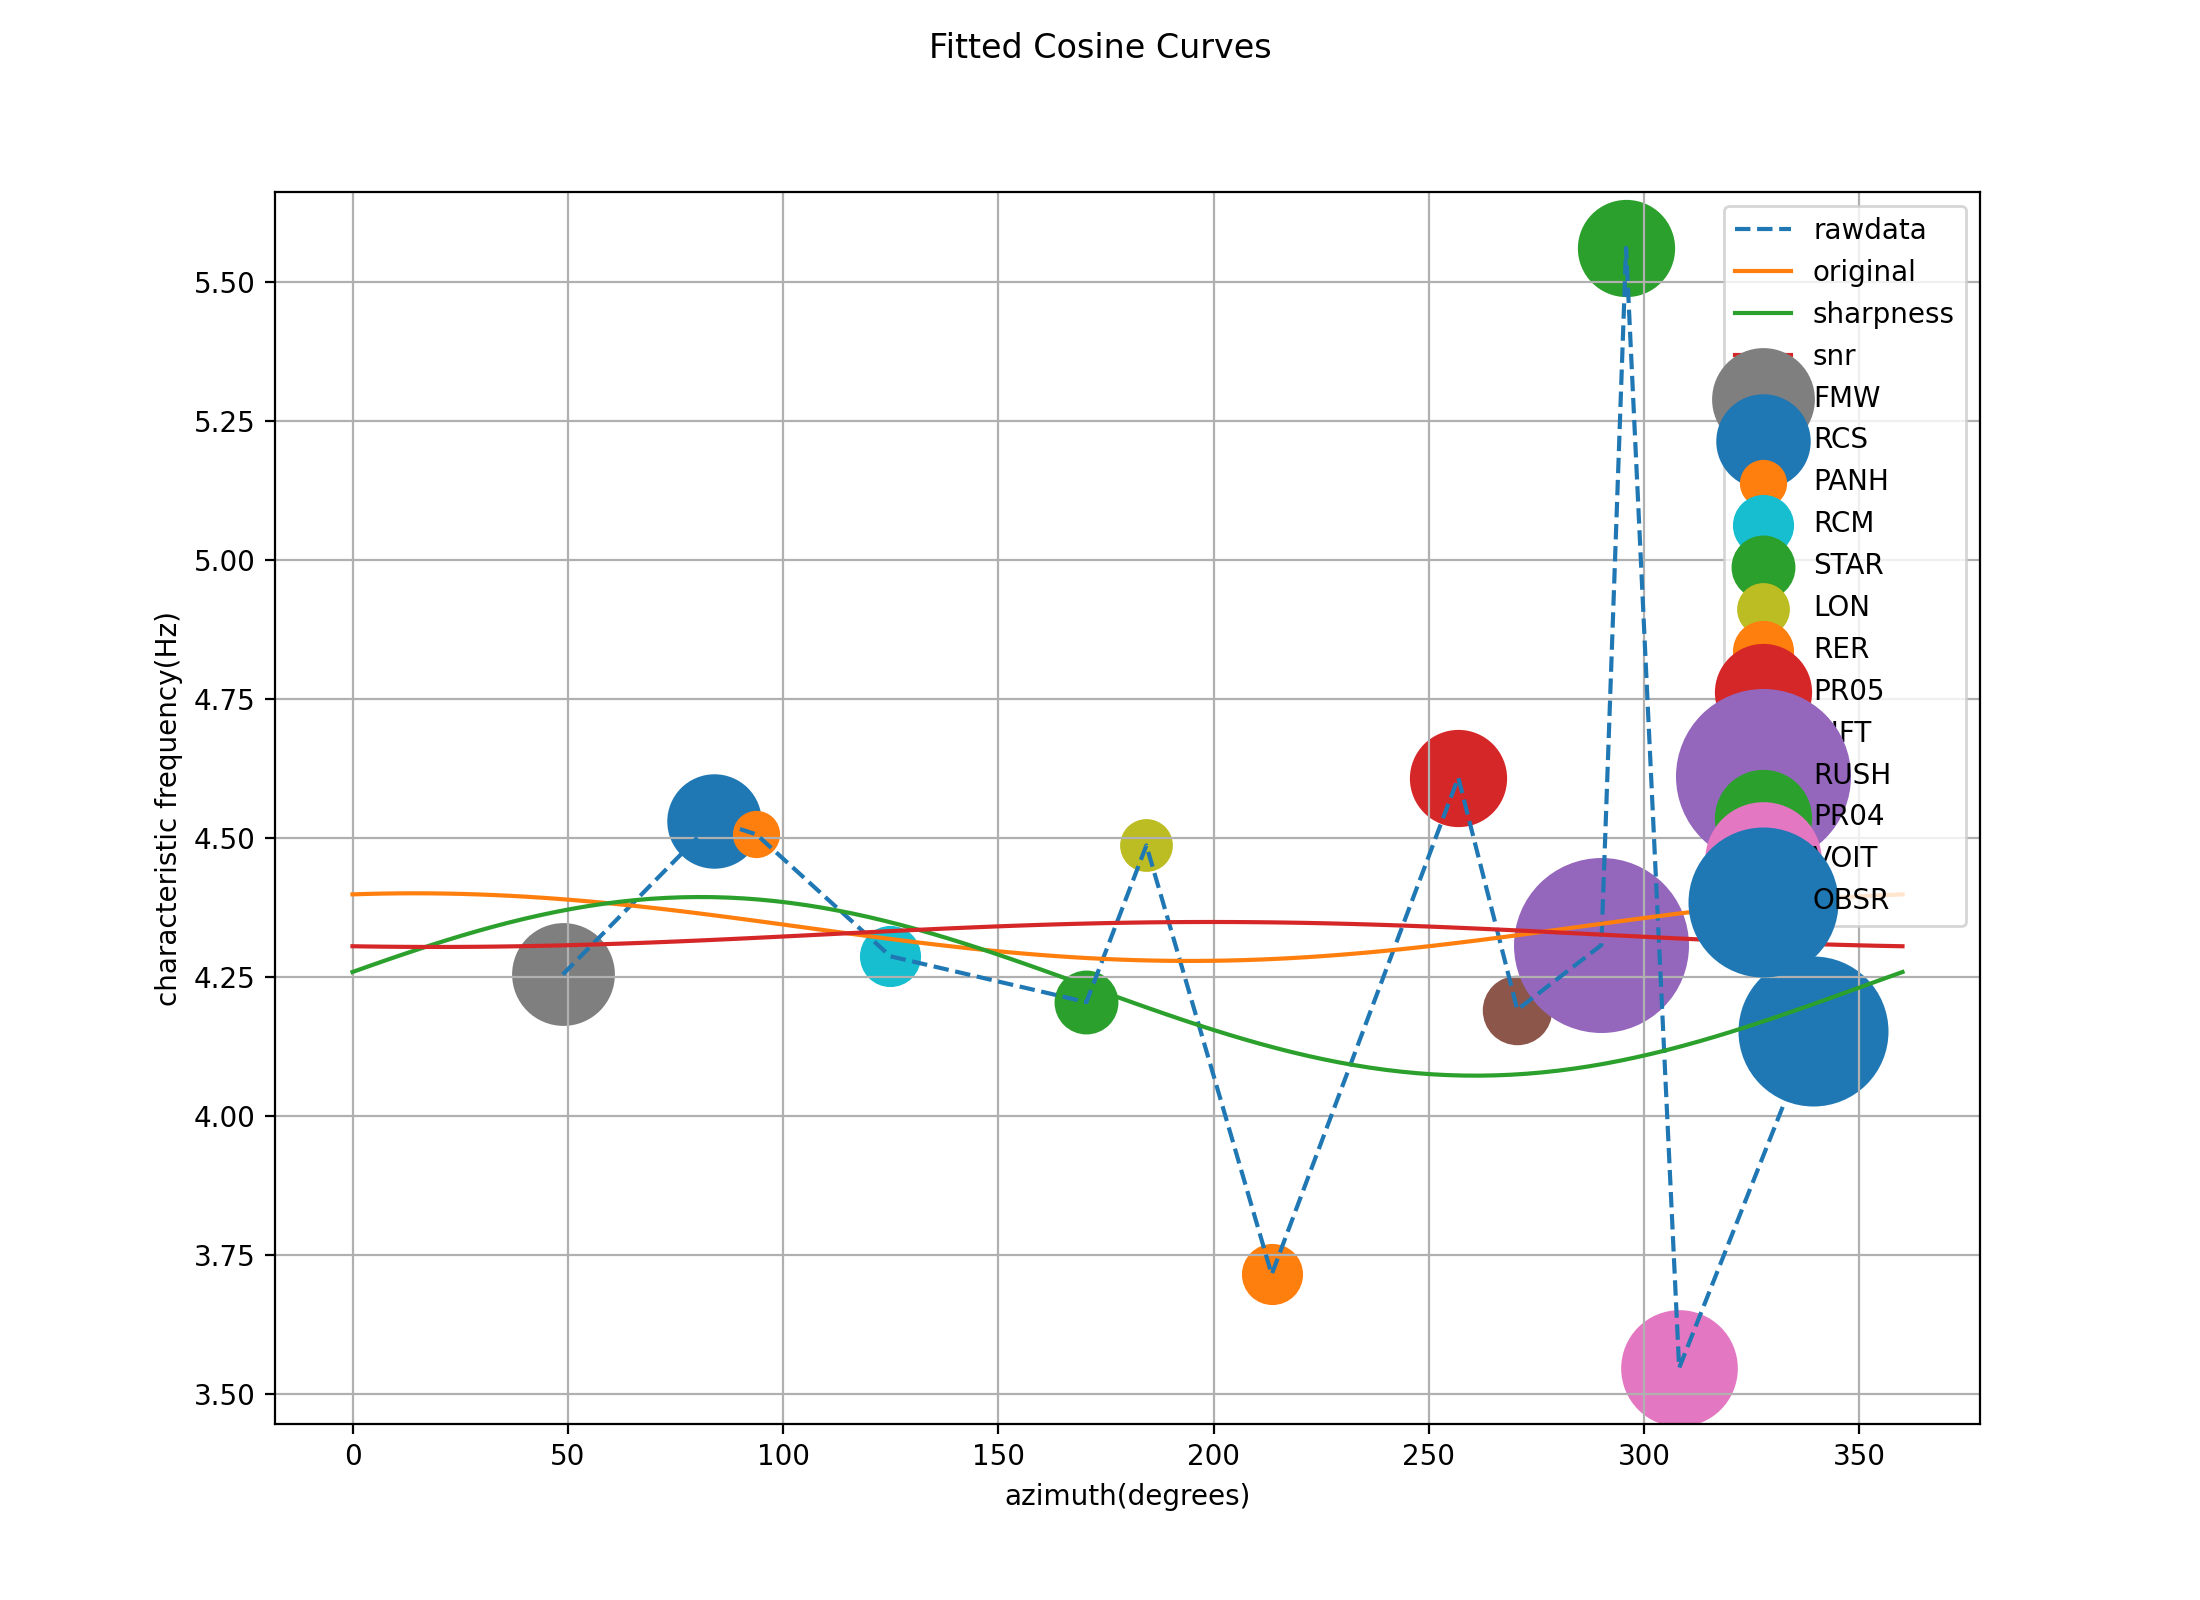 Fitted Cosine Curves
characteristic frequency(Hz)
5.50
5.25
5.00
4.75
4.50
4.25
4.00
3.75
3.50
rawdata
original
sharpness
snr
FMW
RCS
PANH
RCM
STAR
LON
RER
PR05
RUSH
PR04
VOIT
OBSR
0 50 100 150 200 250 300 350
azimuth(degrees)